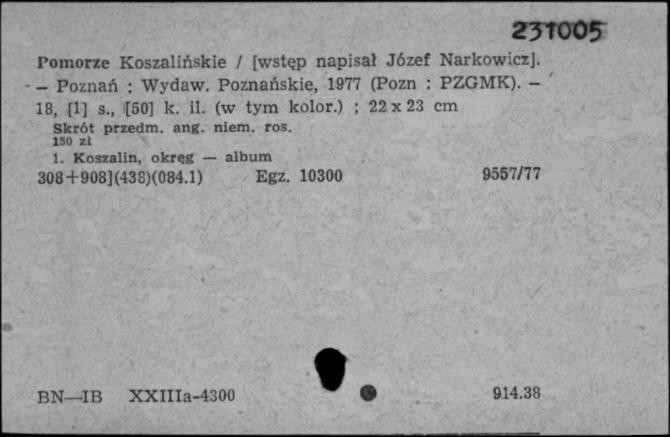 231005
Pomorze Koszalińskie / [wstęp napisał Józef Narkowicz].
— Poznań : Wydaw. Poznańskie, 1977 (Pozn : PZGMK). —
18, [1] s., [50] k. il. (w tym kolor.) ; 22 x 23 cm
Skrót przedm. ang. niem. ros.
150 zł
1. Koszalin, okręg — album
308+908](438)(084.1) Egz. 10300 9557/77
BN—IB XXIIIa-4300 914.38